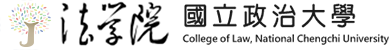 法學院 國立政治大學
College of Law, National Chengchi University